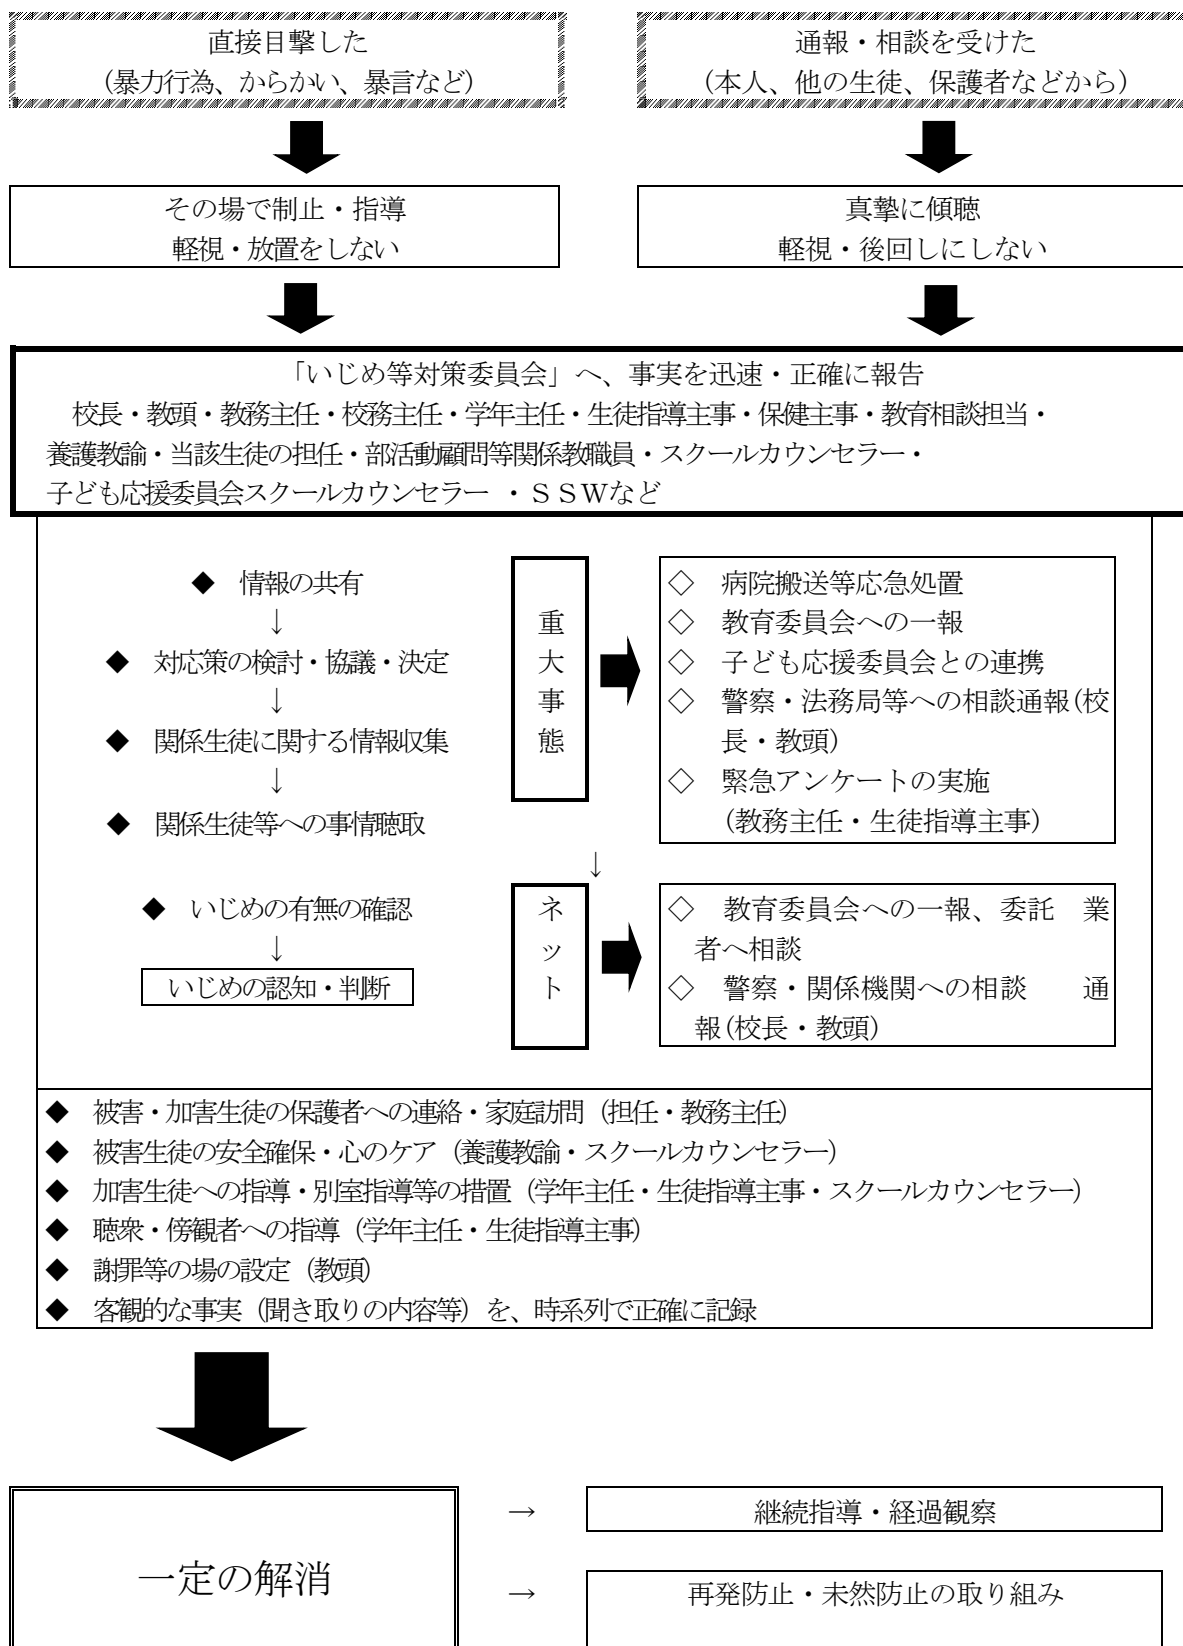 直接目撃した
(暴力行為、からかい、暴言など)
通報・相談を受けた
(本人、他の生徒、保護者などから)
その場で制止・指導
軽視・放置をしない
真摯に傾聴
軽視・後回しにしない
「いじめ等対策委員会」へ、事実を迅速・正確に報告
校長・教頭・教務主任・校務主任・学年主任・生徒指導主事・保健主事・教育相談担当・
養護教諭・当該生徒の担任・部活動顧問等関係教職員・スクールカウンセラー・
子ども応援委員会スクールカウンセラー ・ＳＳＷなど
◆ 情報の共有
↓
◆ 対応策の検討・協議・決定
↓
◆ 関係生徒に関する情報収集
↓
◆ 関係生徒等への事情聴取
重
大
事
態
◇ 病院搬送等応急処置
◇ 教育委員会への一報
◇ 子ども応援委員会との連携
◇ 警察・法務局等への相談通報(校
長・教頭)
◇ 緊急アンケートの実施
(教務主任・生徒指導主事)
↓
◆ いじめの有無の確認
↓
いじめの認知・判断
ネ
ッ
ト
◇ 教育委員会への一報、委託 業
者へ相談
◇ 警察・関係機関への相談 通
報(校長・教頭)
◆ 被害・加害生徒の保護者への連絡・家庭訪問（担任・教務主任）
◆ 被害生徒の安全確保・心のケア（養護教諭・スクールカウンセラー）
◆ 加害生徒への指導・別室指導等の措置（学年主任・生徒指導主事・スクールカウンセラー）
◆ 聴衆・傍観者への指導（学年主任・生徒指導主事）
◆ 謝罪等の場の設定（教頭）
◆ 客観的な事実（聞き取りの内容等）を、時系列で正確に記録
一定の解消
→ 継続指導・経過観察
→ 再発防止・未然防止の取り組み